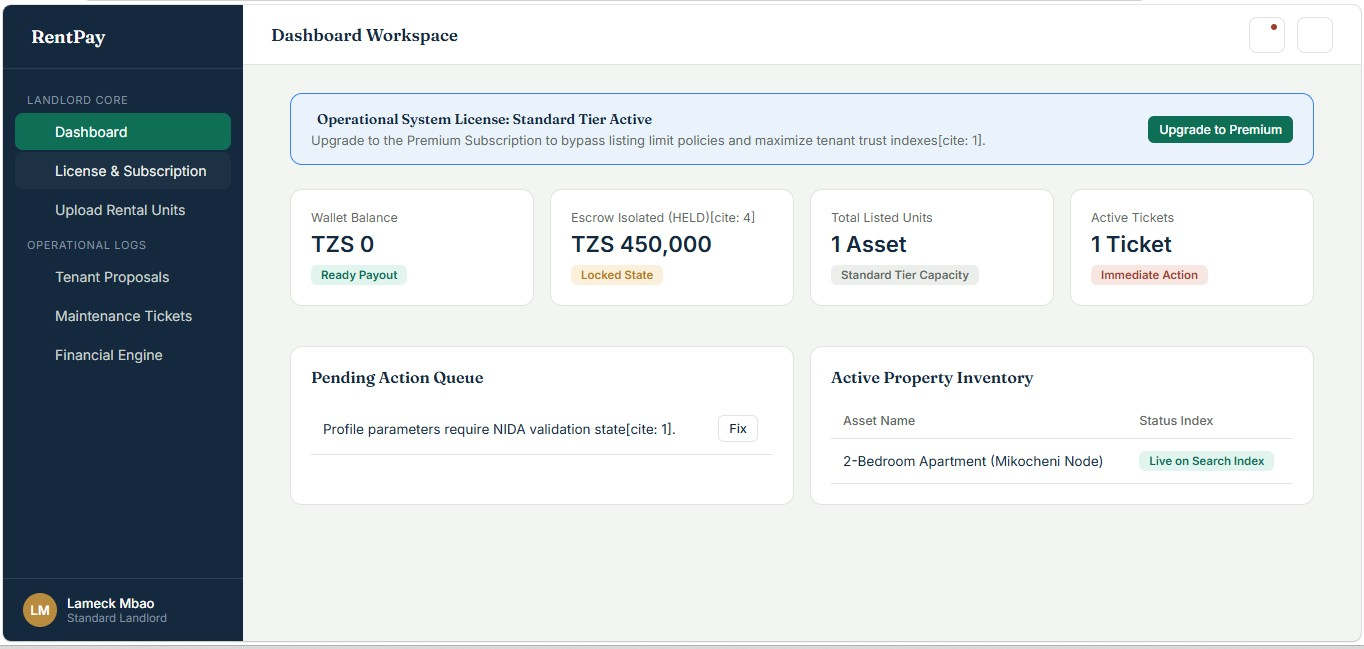 RentPay
LANDLORD CORE
Dashboard
License & Subscription
Upload Rental Units
OPERATIONAL LOGS
Tenant Proposals
Maintenance Tickets
Financial Engine
LM
Lameck Mbao
Standard Landlord
Dashboard Workspace
Operational System License: Standard Tier Active
Upgrade to the Premium Subscription to bypass listing limit policies and maximize tenant trust indexes[cite: 1].
Upgrade to Premium
Wallet Balance
TZS 0
Ready Payout
Escrow Isolated (HELD)[cite: 4]
TZS 450,000
Locked State
Total Listed Units
1 Asset
Standard Tier Capacity
Active Tickets
1 Ticket
Immediate Action
Pending Action Queue
Profile parameters require NIDA validation state[cite: 1].
Fix
Active Property Inventory
Asset Name
Status Index
2-Bedroom Apartment (Mikocheni Node)
Live on Search Index